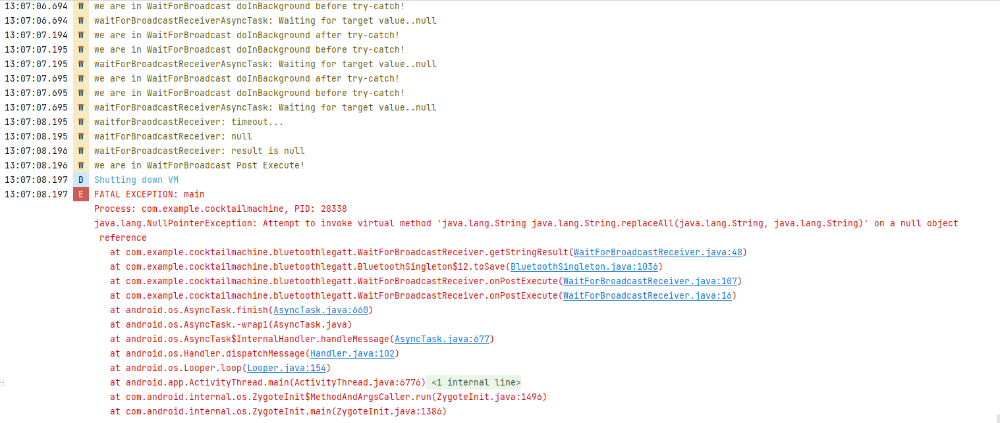 13:07:06.694 W we are in WaitForBroadcast doInBackground before try-catch!
13:07:06.694 W waitForBroadcastReceiverAsyncTask: Waiting for target value..null
13:07:07.194 W we are in WaitForBroadcast doInBackground after try-catch!
13:07:07.195 W we are in WaitForBroadcast doInBackground before try-catch!
13:07:07.195 W waitForBroadcastReceiverAsyncTask: Waiting for target value..null
13:07:07.695 W we are in WaitForBroadcast doInBackground after try-catch!
13:07:07.695 W we are in WaitForBroadcast doInBackground before try-catch!
13:07:07.695 W waitForBroadcastReceiverAsyncTask: Waiting for target value..null
13:07:08.195 W waitforBraodcastReceiver: timeout...
13:07:08.195 W waitForBraodcastReceiver: null
13:07:08.196 W waitForBraodcastReceiver: result is null
13:07:08.196 W we are in WaitForBroadcast Post Execute!
13:07:08.197 D Shutting down VM
13:07:08.197 E FATAL EXCEPTION: main
Process: com.example.cocktailmachine, PID: 28338
java.lang.NullPointerException: Attempt to invoke virtual method 'java.lang.String java.lang.String.replaceAll(java.lang.String, java.lang.String)' on a null object
reference
at com.example.cocktailmachine.bluetoothlegatt.WaitForBroadcastReceiver.getStringResult(WaitForBroadcastReceiver.java:48)
at com.example.cocktailmachine.bluetoothlegatt.BluetoothSingleton$12.toSave(BluetoothSingleton.java:1036)
at com.example.cocktailmachine.bluetoothlegatt.WaitForBroadcastReceiver.onPostExecute(WaitForBroadcastReceiver.java:107)
at com.example.cocktailmachine.bluetoothlegatt.WaitForBroadcastReceiver.onPostExecute(WaitForBroadcastReceiver.java:16)
at android.os.AsyncTask.finish(AsyncTask.java:660)
at android.os.AsyncTask.-wrap1(AsyncTask.java)
at android.os.AsyncTask$InternalHandler.handleMessage(AsyncTask.java:677)
at android.os.Handler.dispatchMessage(Handler.java:102)
at android.os.Looper.loop(Looper.java:154)
at android.app.ActivityThread.main(ActivityThread.java:6776) <1 internal line>
at com.android.internal.os.ZygoteInit$MethodAndArgsCaller.run(ZygoteInit.java:1496)
at com.android.internal.os.ZygoteInit.main(ZygoteInit.java:1386)